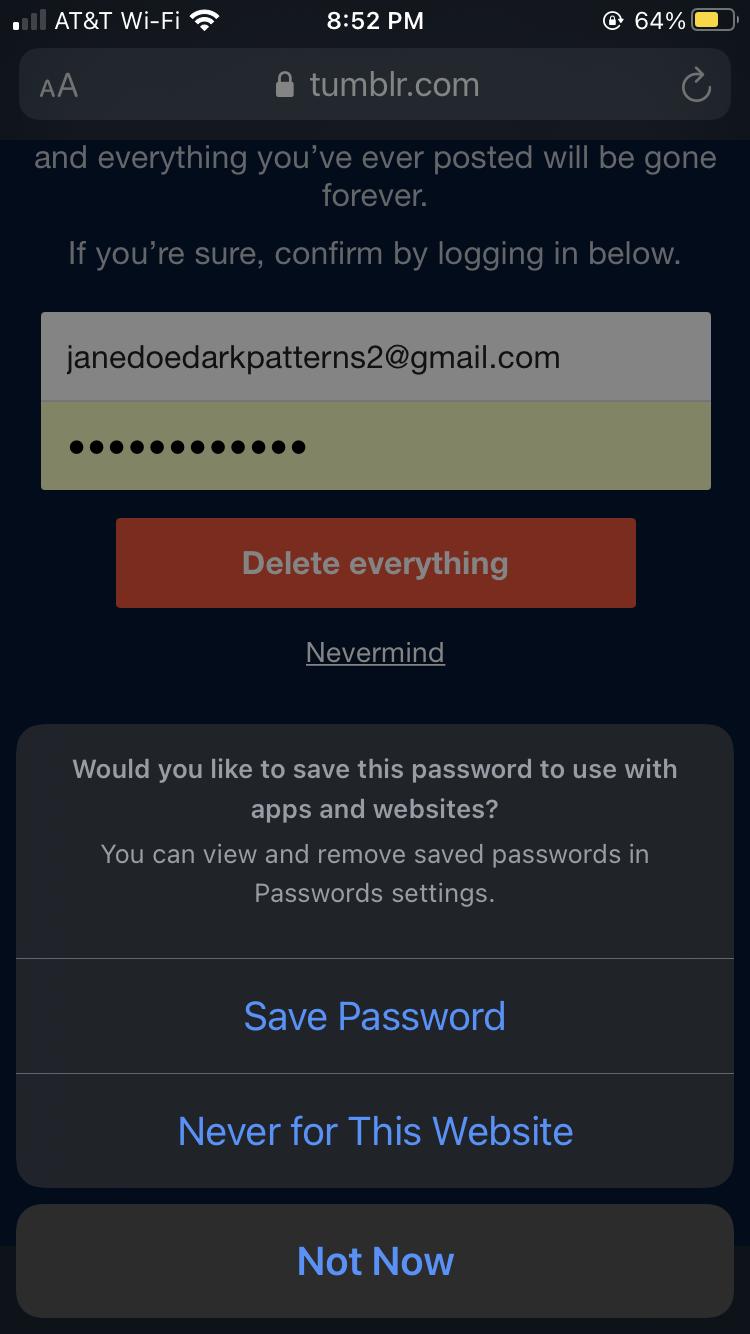 AT&T Wi-Fi 8:52 PM 64%
AA tumblr.com
and everything you’ve ever posted will be gone
forever.
If you’re sure, confirm by logging in below.
janedoedarkpatterns2@gmail.com
••••••••••••
Delete everything
Nevermind
Would you like to save this password to use with
apps and websites?
You can view and remove saved passwords in
Passwords settings.
Save Password
Never for This Website
Not Now